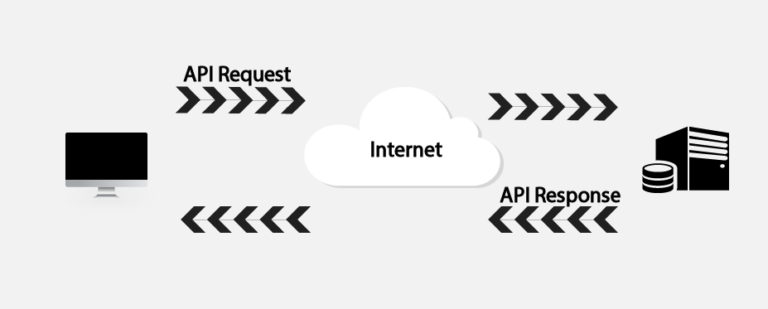 API Request
Internet
API Response